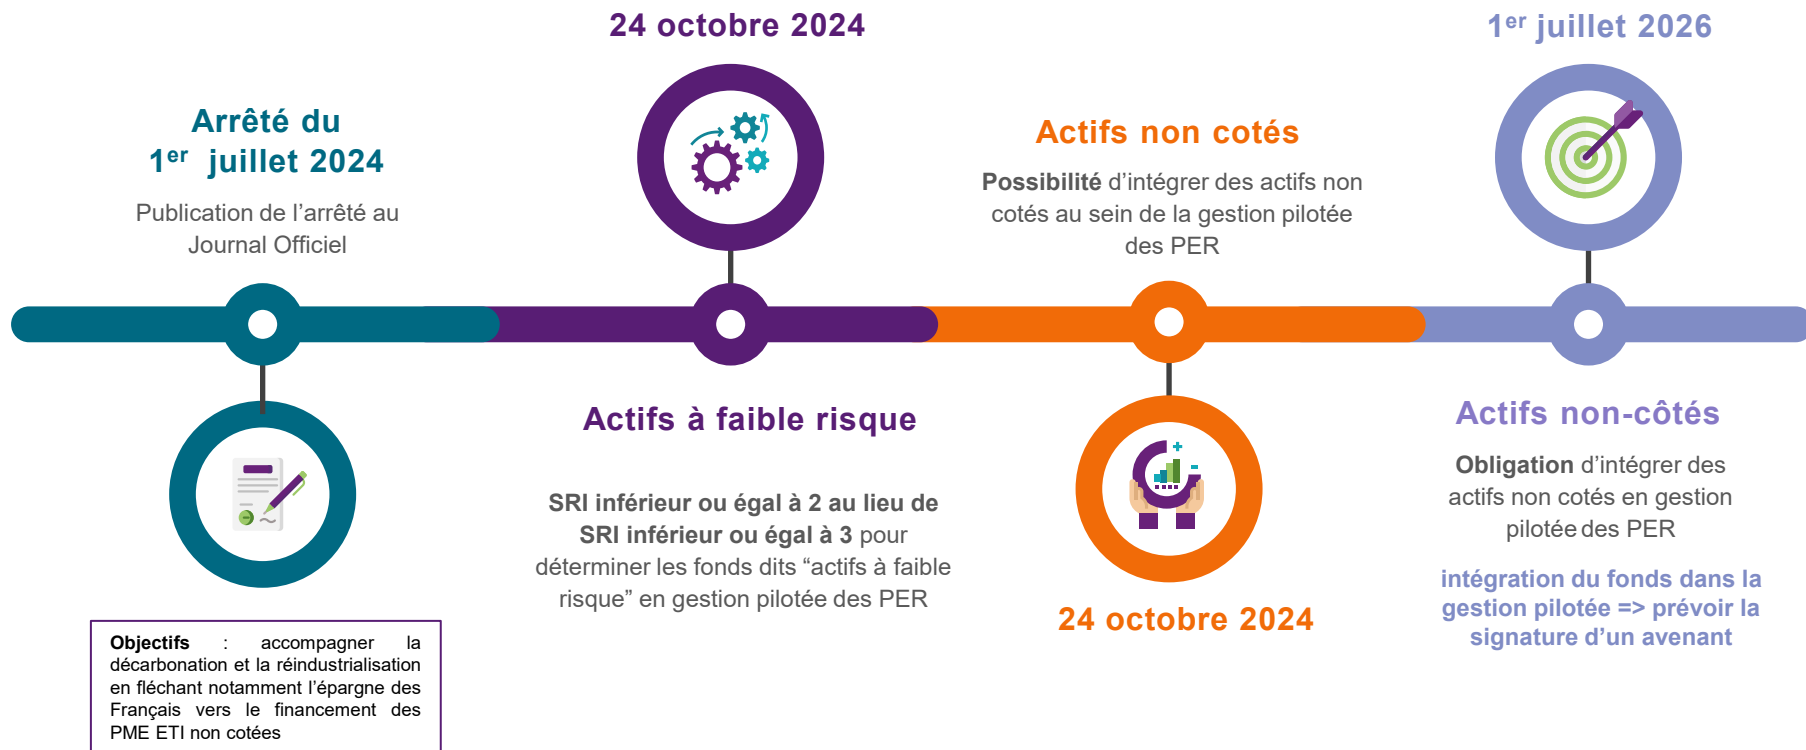 Arrêté du
1er juillet 2024
Publication de l’arrêté au
Journal Officiel
Objectifs : accompagner la
décarbonation et la réindustrialisation
en fléchant notamment l’épargne des
Français vers le financement des
PME ETI non cotées
24 octobre 2024
Actifs à faible risque
SRI inférieur ou égal à 2 au lieu de
SRI inférieur ou égal à 3 pour
déterminer les fonds dits “actifs à faible
risque” en gestion pilotée des PER
Actifs non cotés
Possibilité d’intégrer des actifs non
cotés au sein de la gestion pilotée
des PER
24 octobre 2024
1er juillet 2026
Actifs non-côtés
Obligation d’intégrer des
actifs non cotés en gestion
pilotée des PER
intégration du fonds dans la
gestion pilotée => prévoir la
signature d’un avenant